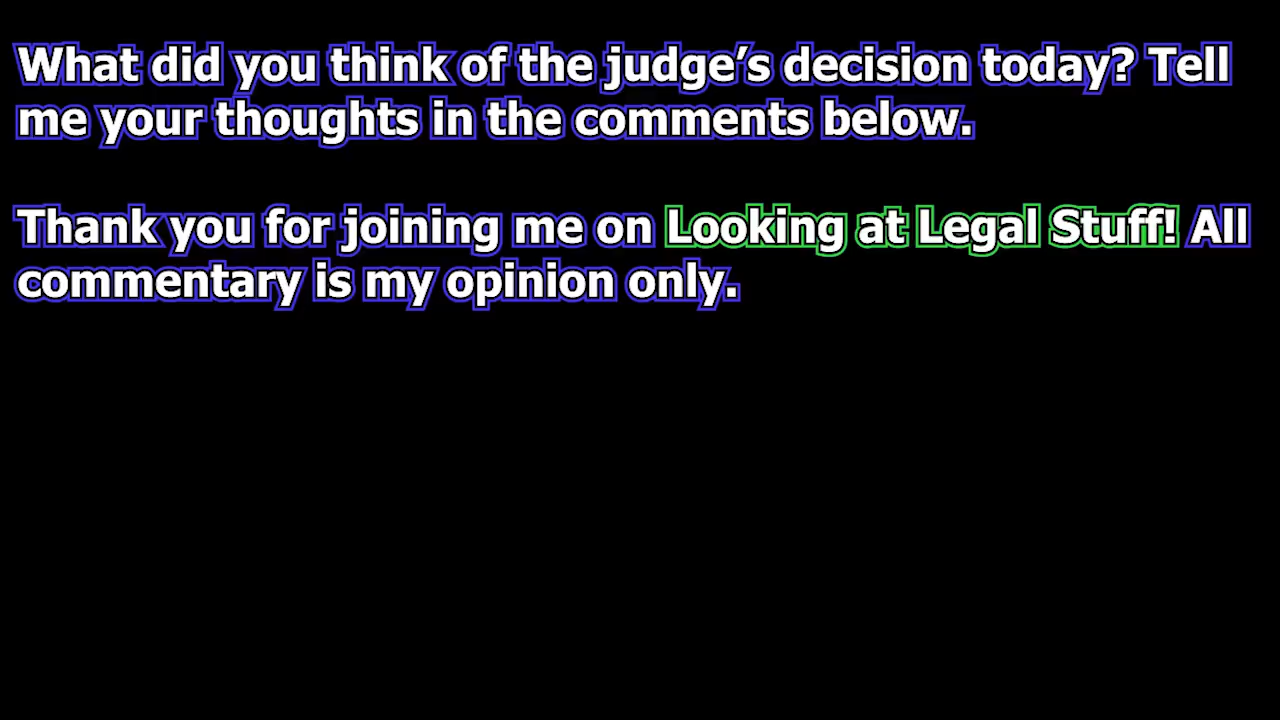 What did you think of the judge’s decision today? Tell
me your thoughts in the comments below.
Thank you for joining me on Looking at Legal Stuff! All
commentary is my opinion only.